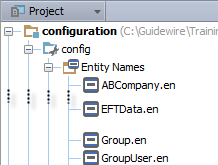 Project
configuration (C:\Guidewire\Trainin
config
Entity Names
ABCompany.en
EFTData.en
Group.en
GroupUser.en